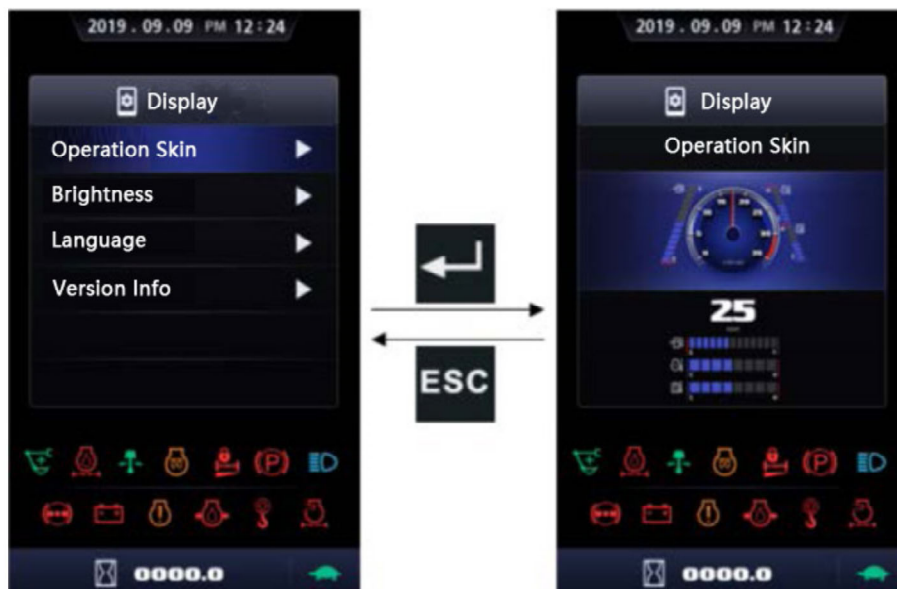 2019 . 09.09 PM 12 : 24
Display
Operation Skin
Brightness
Language
Version Info
0000.0
ESC
2019 . 09.09 PM 12 : 24
Display
Operation Skin
25
0000.0